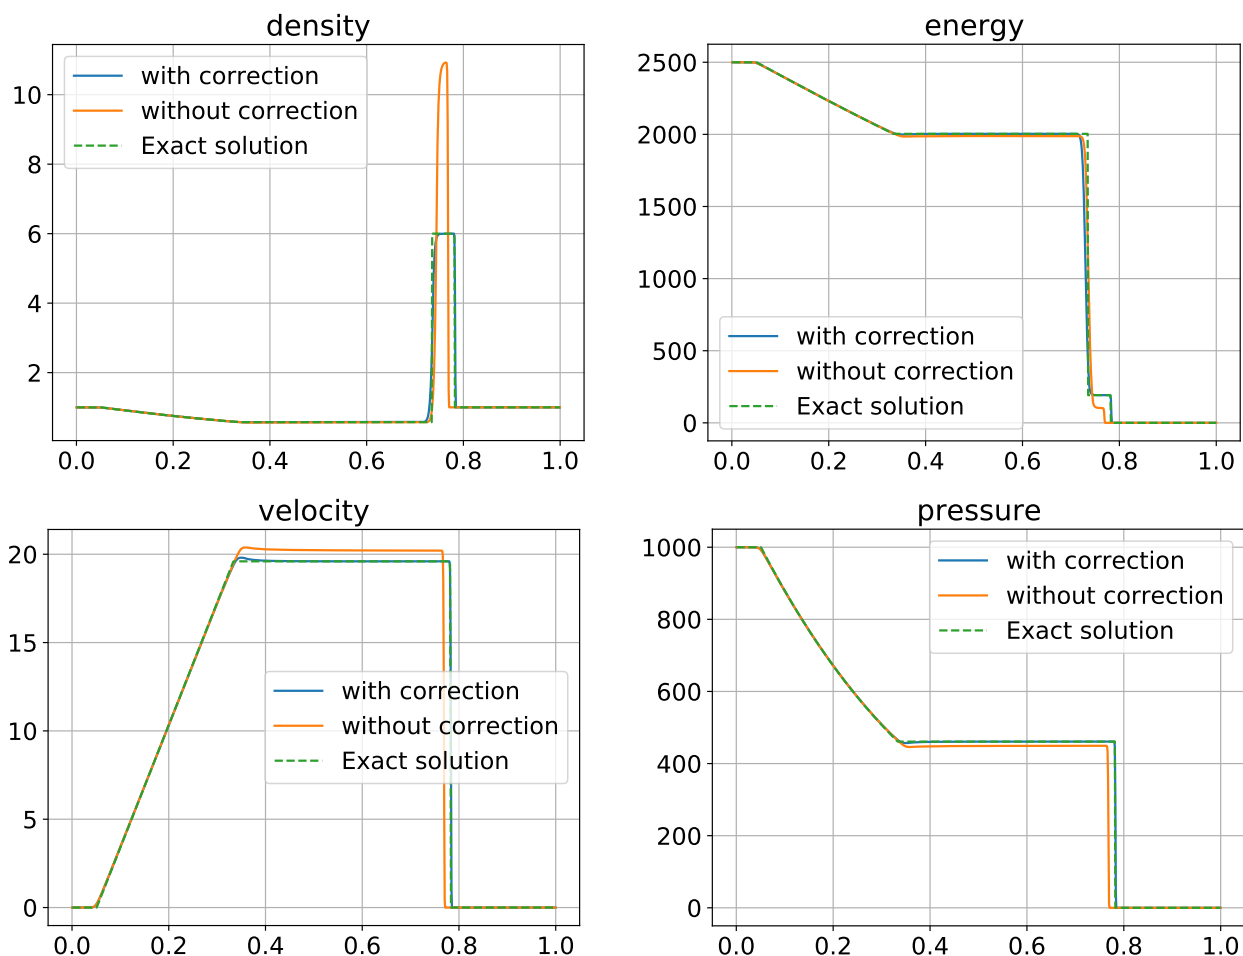 density
10
8
6
4
2
with correction
without correction
Exact solution
0.0 0.2 0.4 0.6 0.8 1.0
energy
2500
2000
1500
1000
500
0
with correction
without correction
Exact solution
0.0 0.2 0.4 0.6 0.8 1.0
velocity
20
15
10
5
0
with correction
without correction
Exact solution
0.0 0.2 0.4 0.6 0.8 1.0
pressure
1000
800
600
400
200
0
with correction
without correction
Exact solution
0.0 0.2 0.4 0.6 0.8 1.0